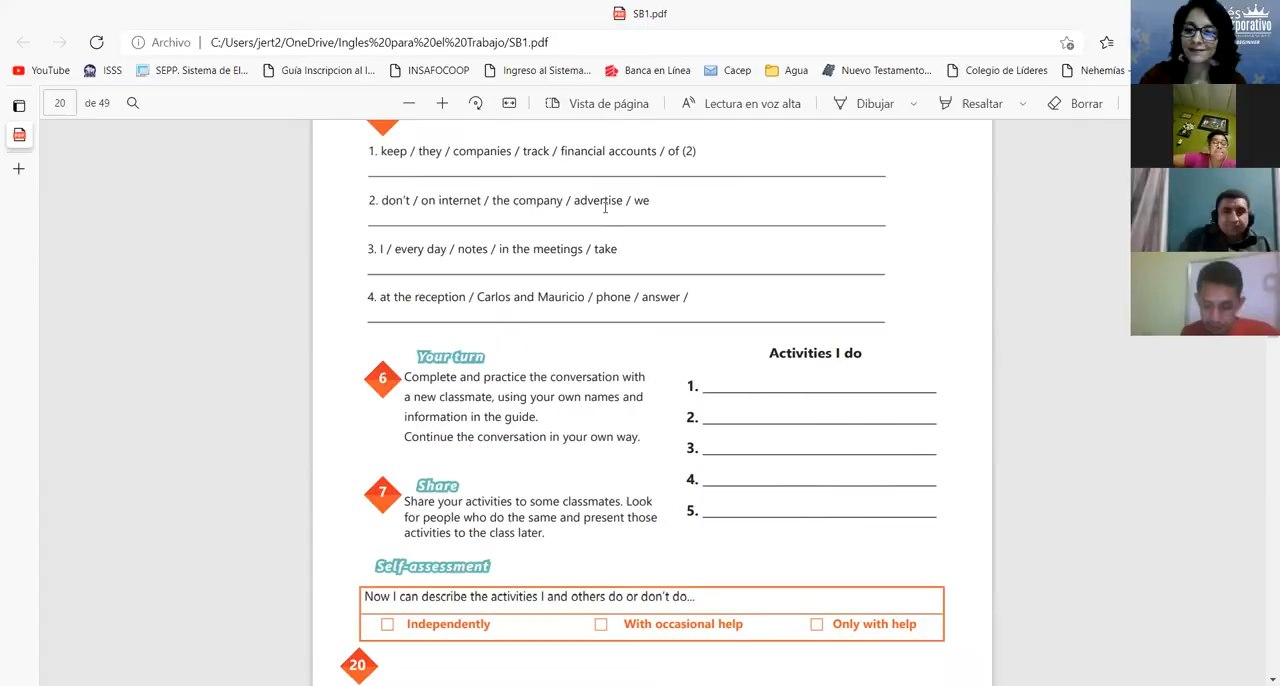 SB1.pdf
Archivo
C:/Users/jert2/OneDrive/Ingles%20para%20el%20Trabajo/SB1.pdf
YouTube
ISSS
SEPP. Sistema de El...
Guía Inscripcion al I...
INSAFOCOOP
Ingreso al Sistema...
Banca en Línea
Cacep
Agua
Nuevo Testamento...
Colegio de Líderes
Nehemías -
20
de 49
Vista de página
Lectura en voz alta
Dibujar
Resaltar
Borrar
1. keep / they / companies / track / financial accounts / of (2)
2. don't / on internet / the company / advertise / we
3. I / every day / notes / in the meetings / take
4. at the reception / Carlos and Mauricio / phone / answer /
Your turn
6
Complete and practice the conversation with
a new classmate, using your own names and
information in the guide.
Continue the conversation in your own way.
Activities I do
1.
2.
3.
4.
5.
7
Share
Share your activities to some classmates. Look
for people who do the same and present those
activities to the class later.
Self-assessment
Now I can describe the activities I and others do or don't do...
Independently
With occasional help
Only with help
20